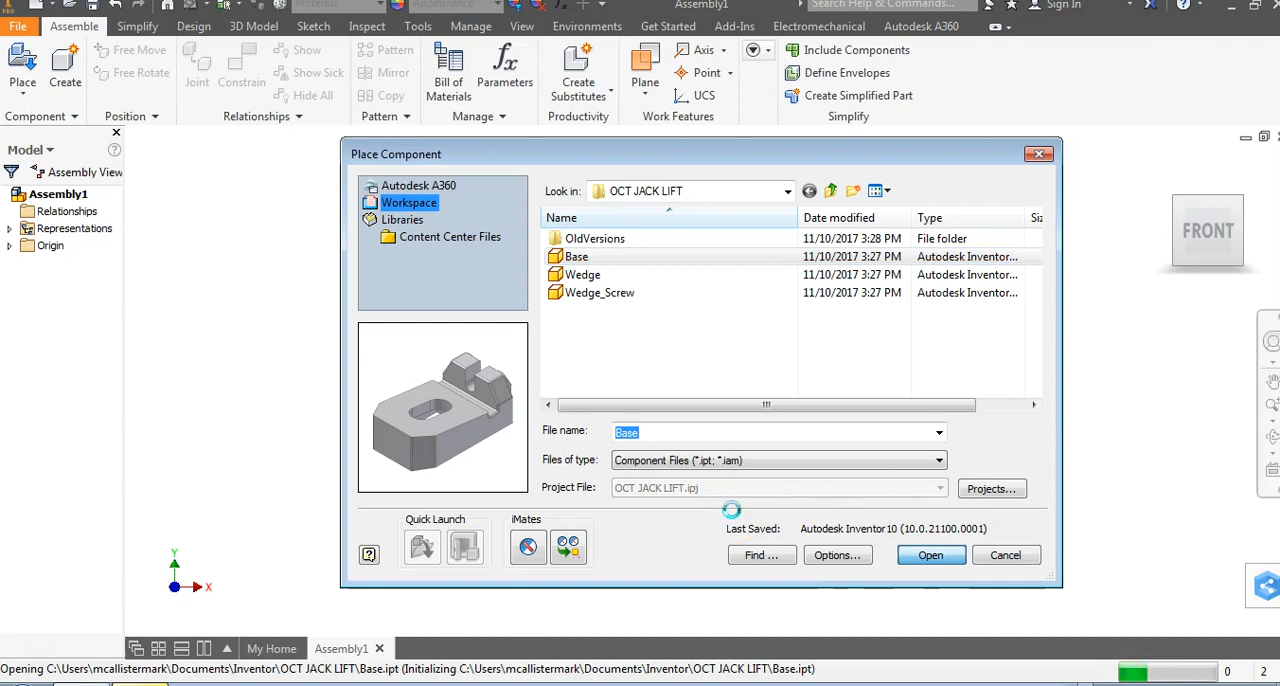 Material
Appearance
Assembly1
Search Help & Commands...
Sign In
File Assemble Simplify Design 3D Model Sketch Inspect Tools Manage View Environments Get Started Add-Ins Electromechanical Autodesk A360
Free Move
Show
Pattern
Axis
Include Components
Free Rotate
Show Sick
Mirror
Point
Define Envelopes
Place Create Joint Constrain
Hide All
Copy
Bill of Materials
Parameters
Create Substitutes
Plane
UCS
Create Simplified Part
Component Position Relationships Pattern Manage Productivity Work Features Simplify
Model
Assembly View
Assembly1
Relationships
Representations
Origin
Place Component
Autodesk A360
Workspace
Libraries
Content Center Files
Look in: OCT JACK LIFT
Name Date modified Type Siz
OldVersions 11/10/2017 3:28 PM File folder
Base 11/10/2017 3:27 PM Autodesk Inventor...
Wedge 11/10/2017 3:27 PM Autodesk Inventor...
Wedge_Screw 11/10/2017 3:27 PM Autodesk Inventor...
File name: Base
Files of type: Component Files (*.ipt; *.iam)
Project File: OCT JACK LIFT.ipj Projects...
Quick Launch iMates
Last Saved: Autodesk Inventor 10 (10.0.21100.0001)
Find ... Options... Open Cancel
FRONT
Y
X
My Home Assembly1
Opening C:\Users\mcallistermark\Documents\Inventor\OCT JACK LIFT\Base.ipt (Initializing C:\Users\mcallistermark\Documents\Inventor\OCT JACK LIFT\Base.ipt) 0 2